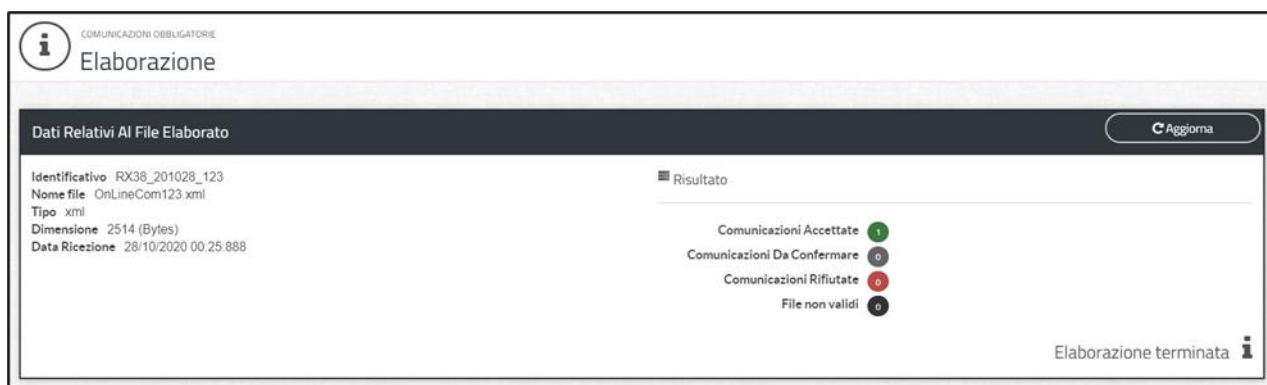 COMUNICAZIONI OBBLIGATORIE
Elaborazione
Dati Relativi Al File Elaborato
Aggiorna
Identificativo RX38_201028_123
Nome file OnLineCom123.xml
Tipo xml
Dimensione 2514 (Bytes)
Data Ricezione 28/10/2020 00:25:888
Risultato
Comunicazioni Accettate 1
Comunicazioni Da Confermare 0
Comunicazioni Rifiutate 0
File non validi 0
Elaborazione terminata